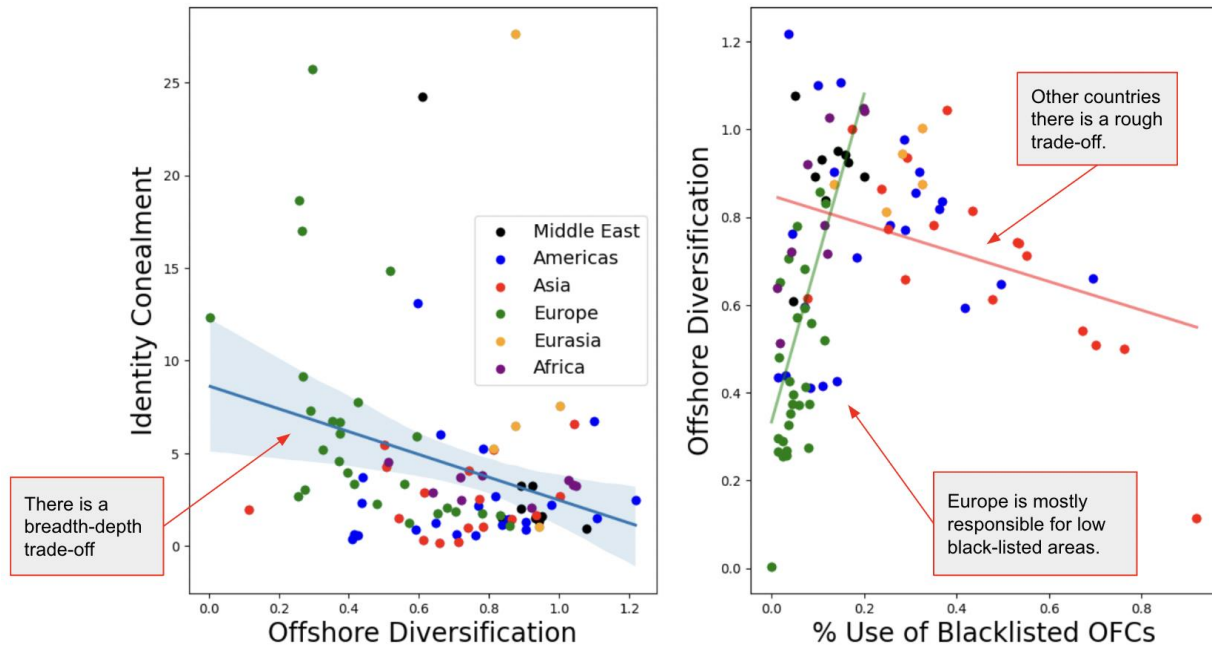 Identity Conealment
25
20
15
10
5
0
0.0 0.2 0.4 0.6 0.8 1.0 1.2
Offshore Diversification
Middle East
Americas
Asia
Europe
Eurasia
Africa
There is a
breadth-depth
trade-off
Offshore Diversification
1.2
1.0
0.8
0.6
0.4
0.2
0.0
0.0 0.2 0.4 0.6 0.8
% Use of Blacklisted OFCs
Other countries
there is a rough
trade-off.
Europe is mostly
responsible for low
black-listed areas.